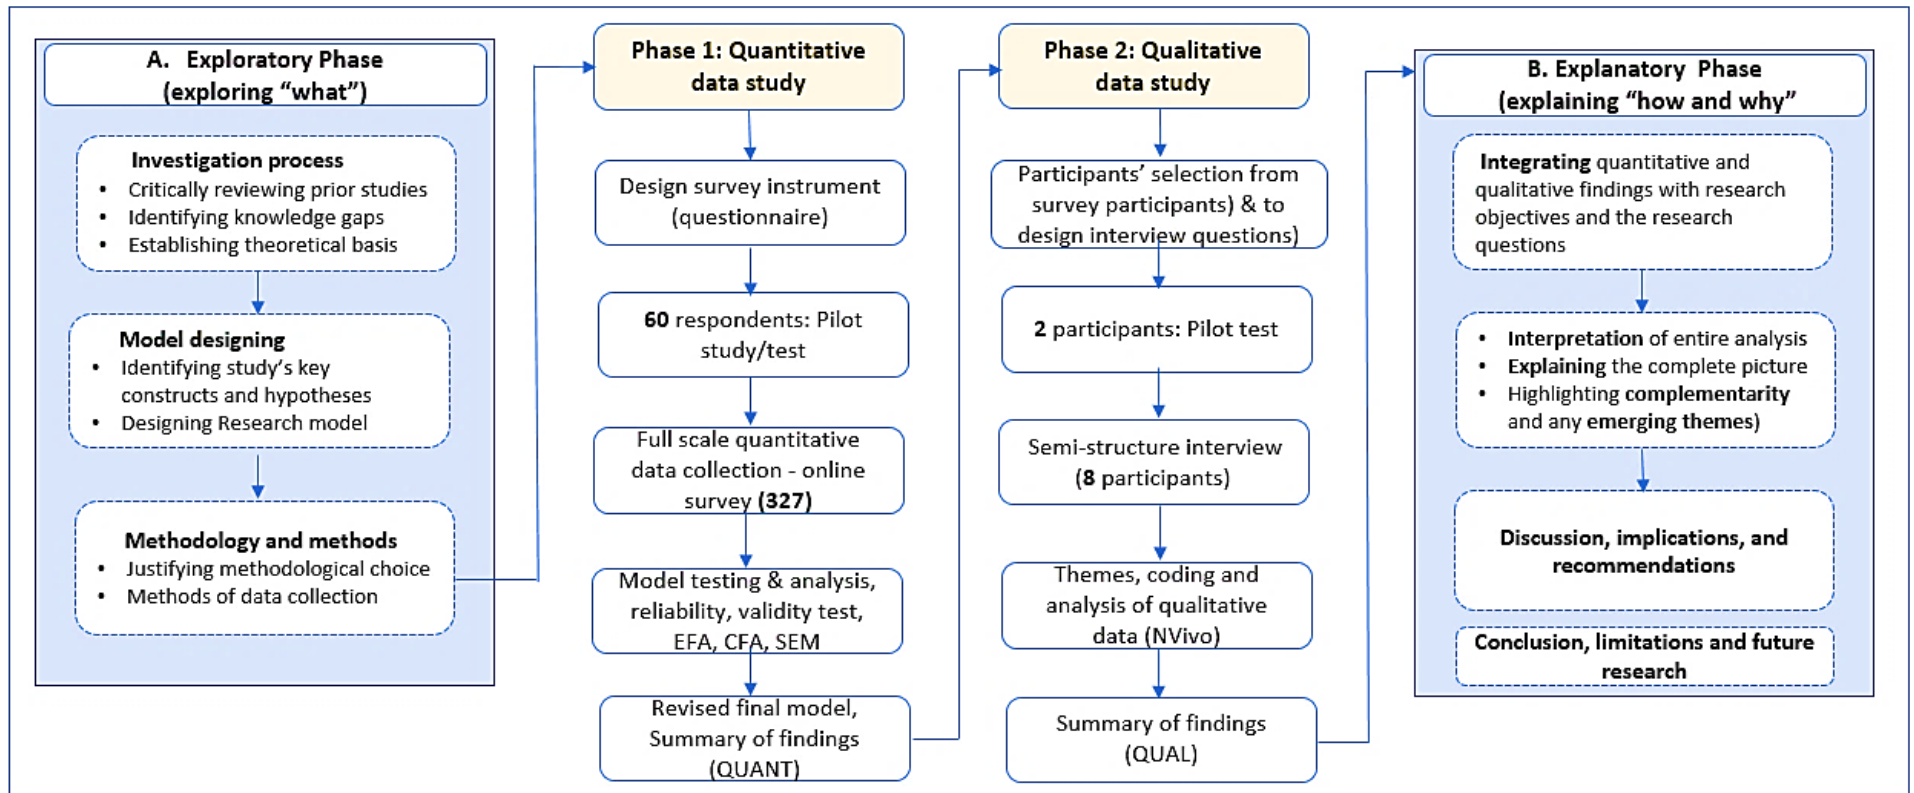 A. Exploratory Phase
(exploring “what”)
Investigation process
• Critically reviewing prior studies
• Identifying knowledge gaps
• Establishing theoretical basis
Model designing
• Identifying study’s key
constructs and hypotheses
• Designing Research model
Methodology and methods
• Justifying methodological choice
• Methods of data collection
Phase 1: Quantitative
data study
Design survey instrument
(questionnaire)
60 respondents: Pilot
study/test
Full scale quantitative
data collection - online
survey (327)
Model testing & analysis,
reliability, validity test,
EFA, CFA, SEM
Revised final model,
Summary of findings
(QUANT)
Phase 2: Qualitative
data study
Participants’ selection from
survey participants) & to
design interview questions)
2 participants: Pilot test
Semi-structure interview
(8 participants)
Themes, coding and
analysis of qualitative
data (NVivo)
Summary of findings
(QUAL)
B. Explanatory Phase
(explaining “how and why”
Integrating quantitative and
qualitative findings with research
objectives and the research
questions
• Interpretation of entire analysis
• Explaining the complete picture
• Highlighting complementarity
and any emerging themes)
Discussion, implications, and
recommendations
Conclusion, limitations and future
research